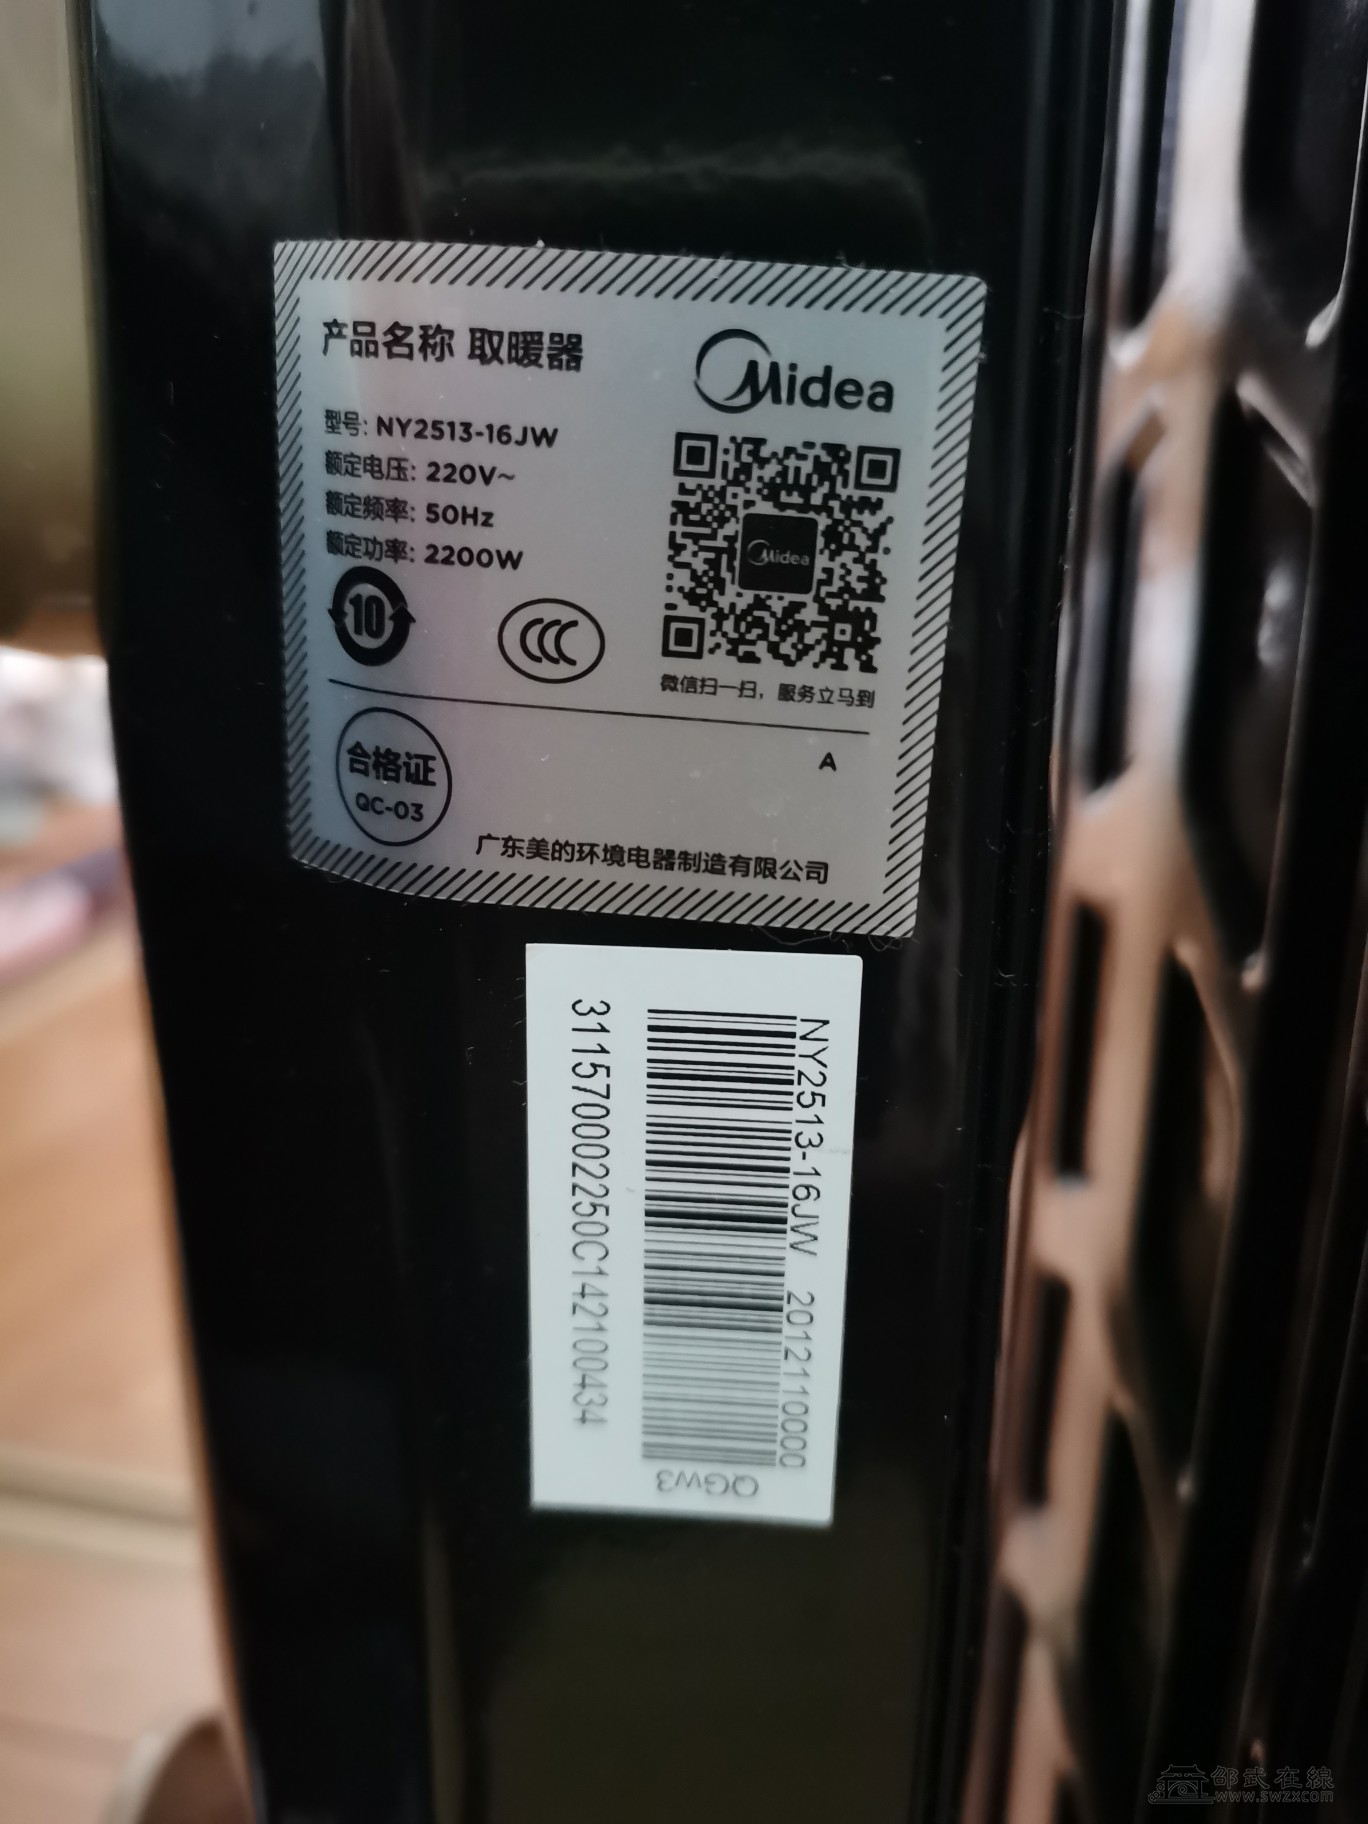 产品名称 取暖器
Midea
型号: NY2513-16JW
额定电压: 220V~
额定频率: 50Hz
额定功率: 2200W
Midea
10
CCC
微信扫一扫，服务立马到
合格证
QC-03
A
广东美的环境电器制造有限公司
NY2513-16JW 20121110000
311570002250C142100434
QGW3
邵武在線
www.swzx.com